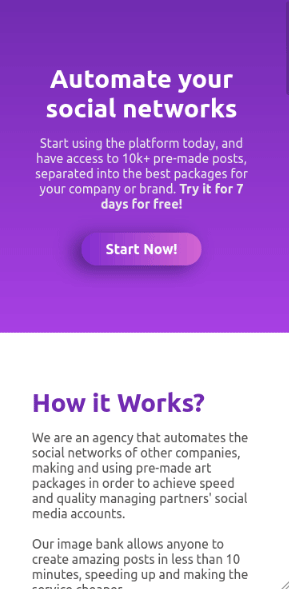 Automate your
social networks
Start using the platform today, and
have access to 10k+ pre-made posts,
separated into the best packages for
your company or brand. Try it for 7
days for free!
Start Now!
How it Works?
We are an agency that automates the
social networks of other companies,
making and using pre-made art
packages in order to achieve speed
and quality managing partners' social
media accounts.
Our image bank allows anyone to
create amazing posts in less than 10
minutes, speeding up and making the
service cheaper